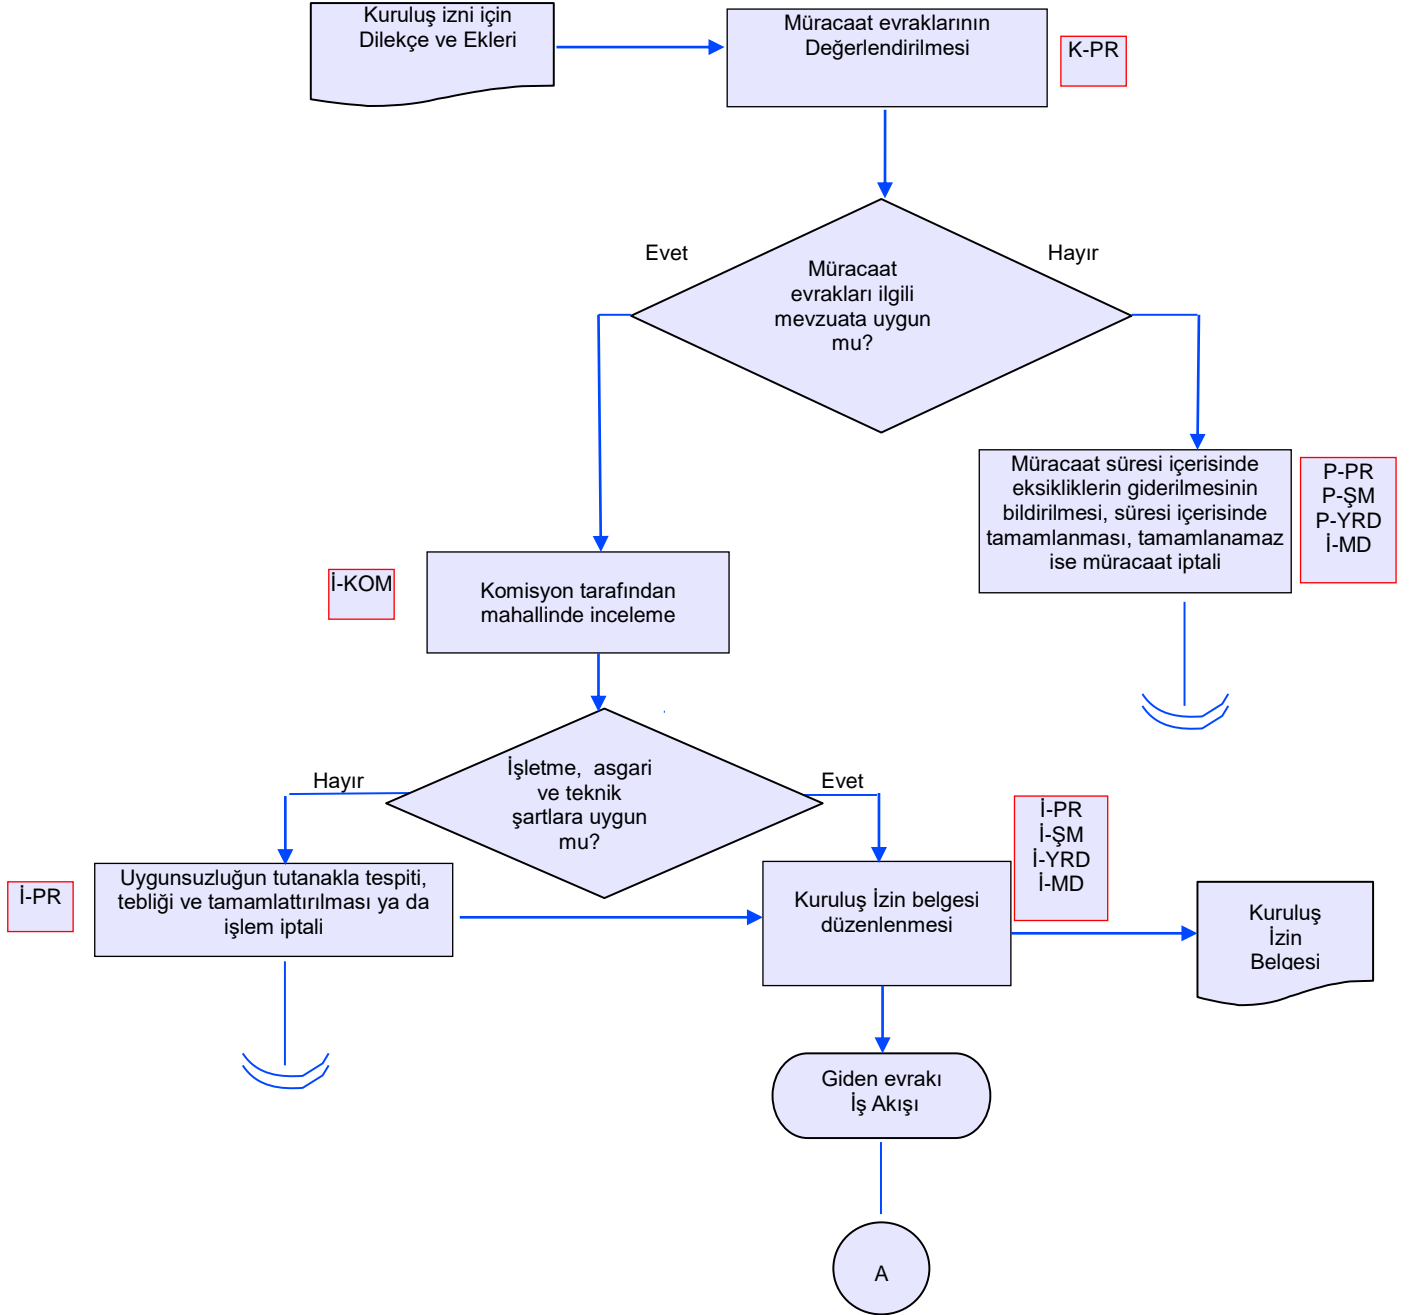 Kuruluş izni için
Dilekçe ve Ekleri
Müracaat evraklarının
Değerlendirilmesi
K-PR
Evet
Hayır
Müracaat
evrakları ilgili
mevzuata uygun
mu?
Müracaat süresi içerisinde
eksikliklerin giderilmesinin
bildirilmesi, süresi içerisinde
tamamlanması, tamamlanamaz
ise müracaat iptali
P-PR
P-ŞM
P-YRD
İ-MD
İ-KOM
Komisyon tarafından
mahallinde inceleme
Hayır
İşletme, asgari
ve teknik
şartlara uygun
mu?
Evet
İ-PR
İ-ŞM
İ-YRD
İ-MD
İ-PR
Uygunsuzluğun tutanakla tespiti,
tebliği ve tamamlattırılması ya da
işlem iptali
Kuruluş İzin belgesi
düzenlenmesi
Kuruluş
İzin
Belgesi
Giden evrakı
İş Akışı
A